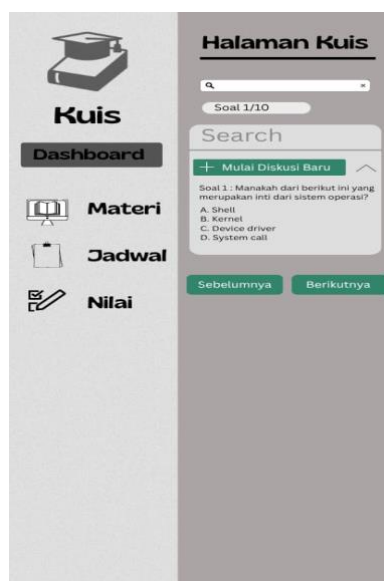 Kuis
Dashboard
Materi
Jadwal
Nilai
Halaman Kuis
Soal 1/10
Search
+ Mulai Diskusi Baru
Soal 1 : Manakah dari berikut ini yang
merupakan inti dari sistem operasi?
A. Shell
B. Kernel
C. Device driver
D. System call
Sebelumnya
Berikutnya